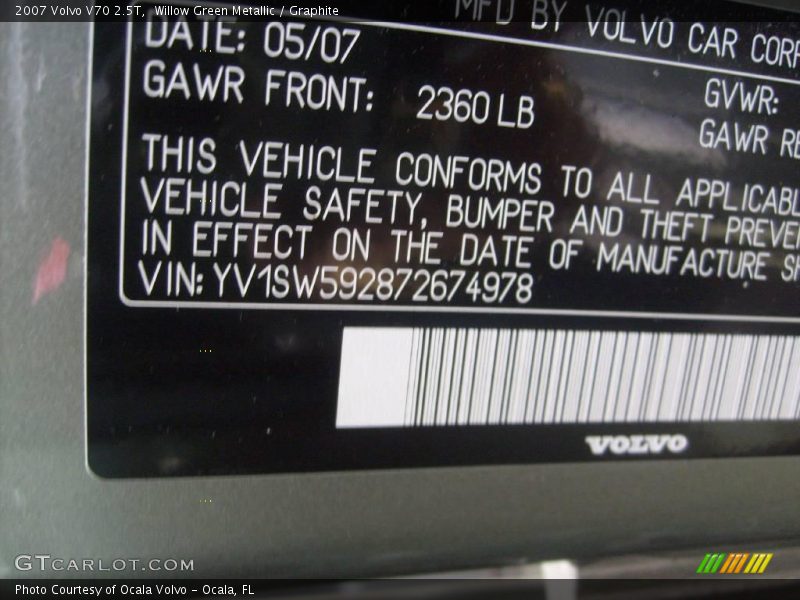 2007 Volvo V70 2.5T, Willow Green Metallic / Graphite
MFD BY VOLVO CAR CORP
DATE: 05/07
GVWR:
GAWR FRONT: 2360 LB
GAWR RE
THIS VEHICLE CONFORMS TO ALL APPLICABL
VEHICLE SAFETY, BUMPER AND THEFT PREVE
IN EFFECT ON THE DATE OF MANUFACTURE SH
VIN: YV1SW592872674978
VOLVO
GTCARLOT.COM
Photo Courtesy of Ocala Volvo - Ocala, FL